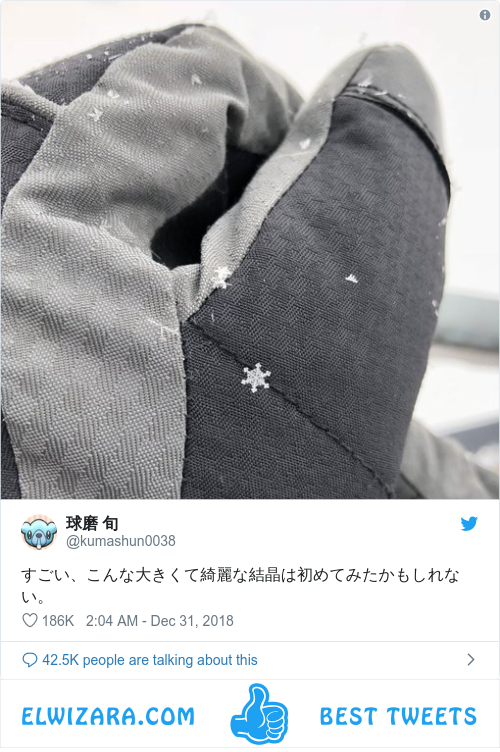 球磨 旬
@kumashun0038
すごい、こんな大きくて綺麗な結晶は初めてみたかもしれな
い。
186K 2:04 AM - Dec 31, 2018
42.5K people are talking about this
ELWIZARA.COM BEST TWEETS